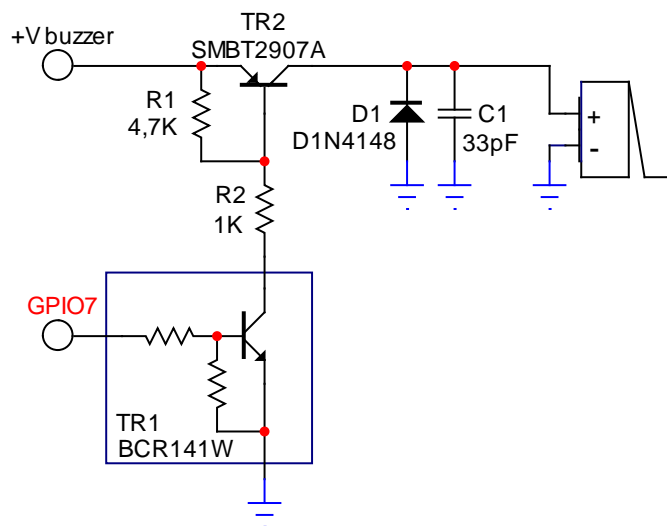 TR2
+V buzzer
SMBT2907A
R1
4,7K
D1
D1N4148
C1
33pF
+
-
R2
1K
GPIO7
TR1
BCR141W